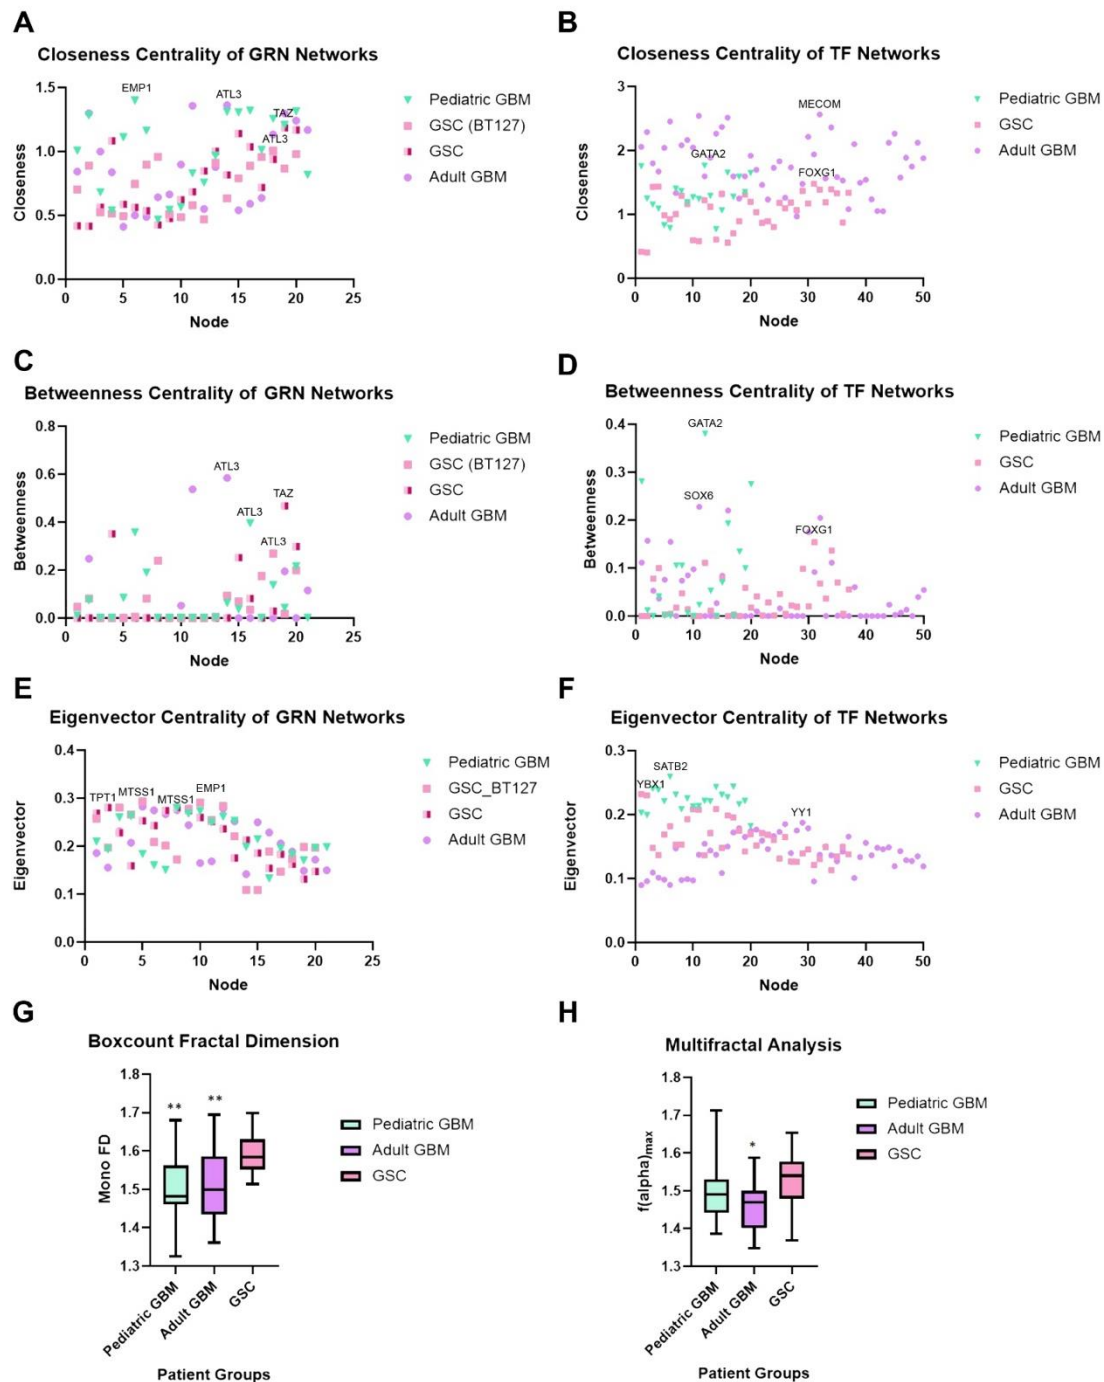 A
Closeness Centrality of GRN Networks
EMP1
ATL3
TAZ
ATL3
1.5
1.0
0.5
0.0
0 5 10 15 20 25
Closeness
Node
Pediatric GBM
GSC (BT127)
GSC
Adult GBM
B
Closeness Centrality of TF Networks
MECOM
GATA2
FOXG1
3
2
1
0
0 10 20 30 40 50
Closeness
Node
Pediatric GBM
GSC
Adult GBM
C
Betweenness Centrality of GRN Networks
ATL3
TAZ
ATL3
ATL3
0.8
0.6
0.4
0.2
0.0
0 5 10 15 20 25
Betweenness
Node
Pediatric GBM
GSC (BT127)
GSC
Adult GBM
D
Betweenness Centrality of TF Networks
GATA2
SOX6
FOXG1
0.4
0.3
0.2
0.1
0.0
0 10 20 30 40 50
Betweenness
Node
Pediatric GBM
GSC
Adult GBM
E
Eigenvector Centrality of GRN Networks
TPT1
MTSS1
MTSS1
EMP1
0.4
0.3
0.2
0.1
0.0
0 5 10 15 20 25
Eigenvector
Node
Pediatric GBM
GSC_BT127
GSC
Adult GBM
F
Eigenvector Centrality of TF Networks
YBX1
SATB2
YY1
0.3
0.2
0.1
0.0
0 10 20 30 40 50
Eigenvector
Node
Pediatric GBM
GSC
Adult GBM
G
Boxcount Fractal Dimension
** **
1.8
1.7
1.6
1.5
1.4
1.3
Mono FD
Pediatric GBM
Adult GBM
GSC
Patient Groups
Pediatric GBM
Adult GBM
GSC
H
Multifractal Analysis
*
1.8
1.7
1.6
1.5
1.4
1.3
f(alpha)max
Pediatric GBM
Adult GBM
GSC
Patient Groups
Pediatric GBM
Adult GBM
GSC